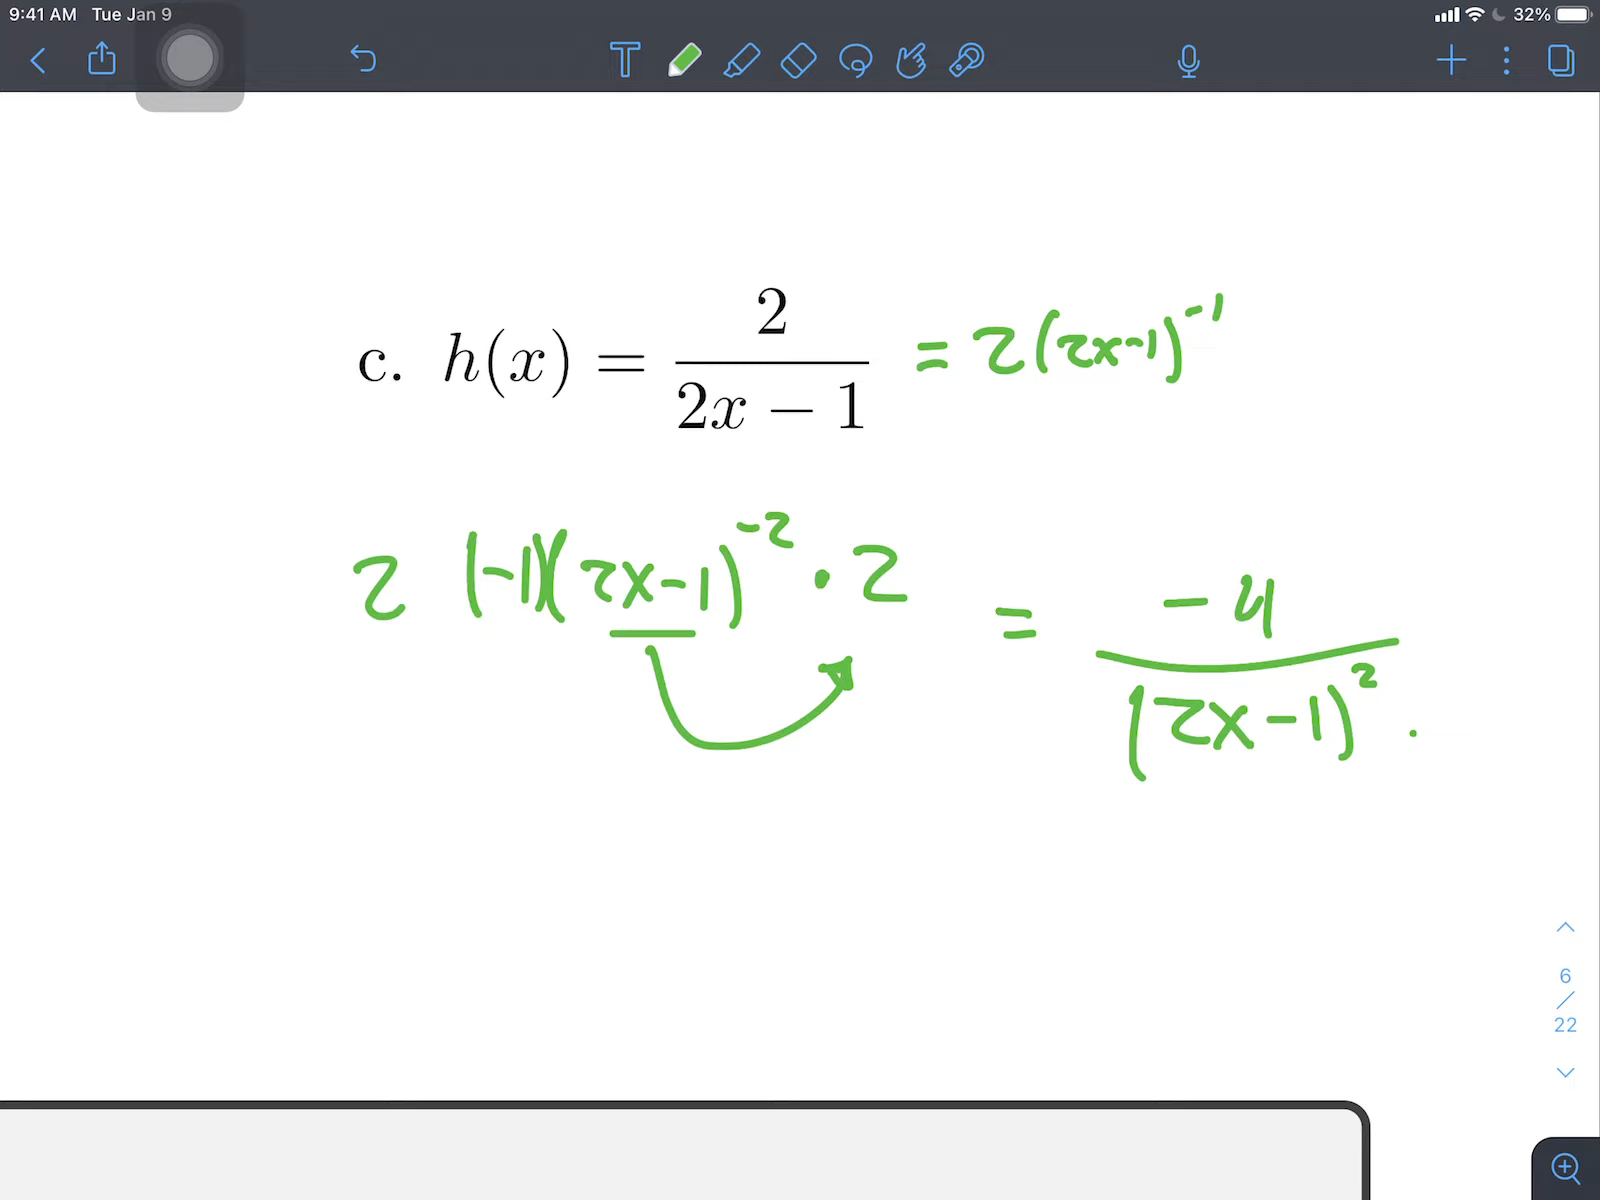 9:41 AM Tue Jan 9 32%
c. h(x) = 2/(2x − 1) = 2(2x-1)^-1
2 (-1)(2x-1)^-2 · 2 = -4/(2x-1)^2 .
6
/
22